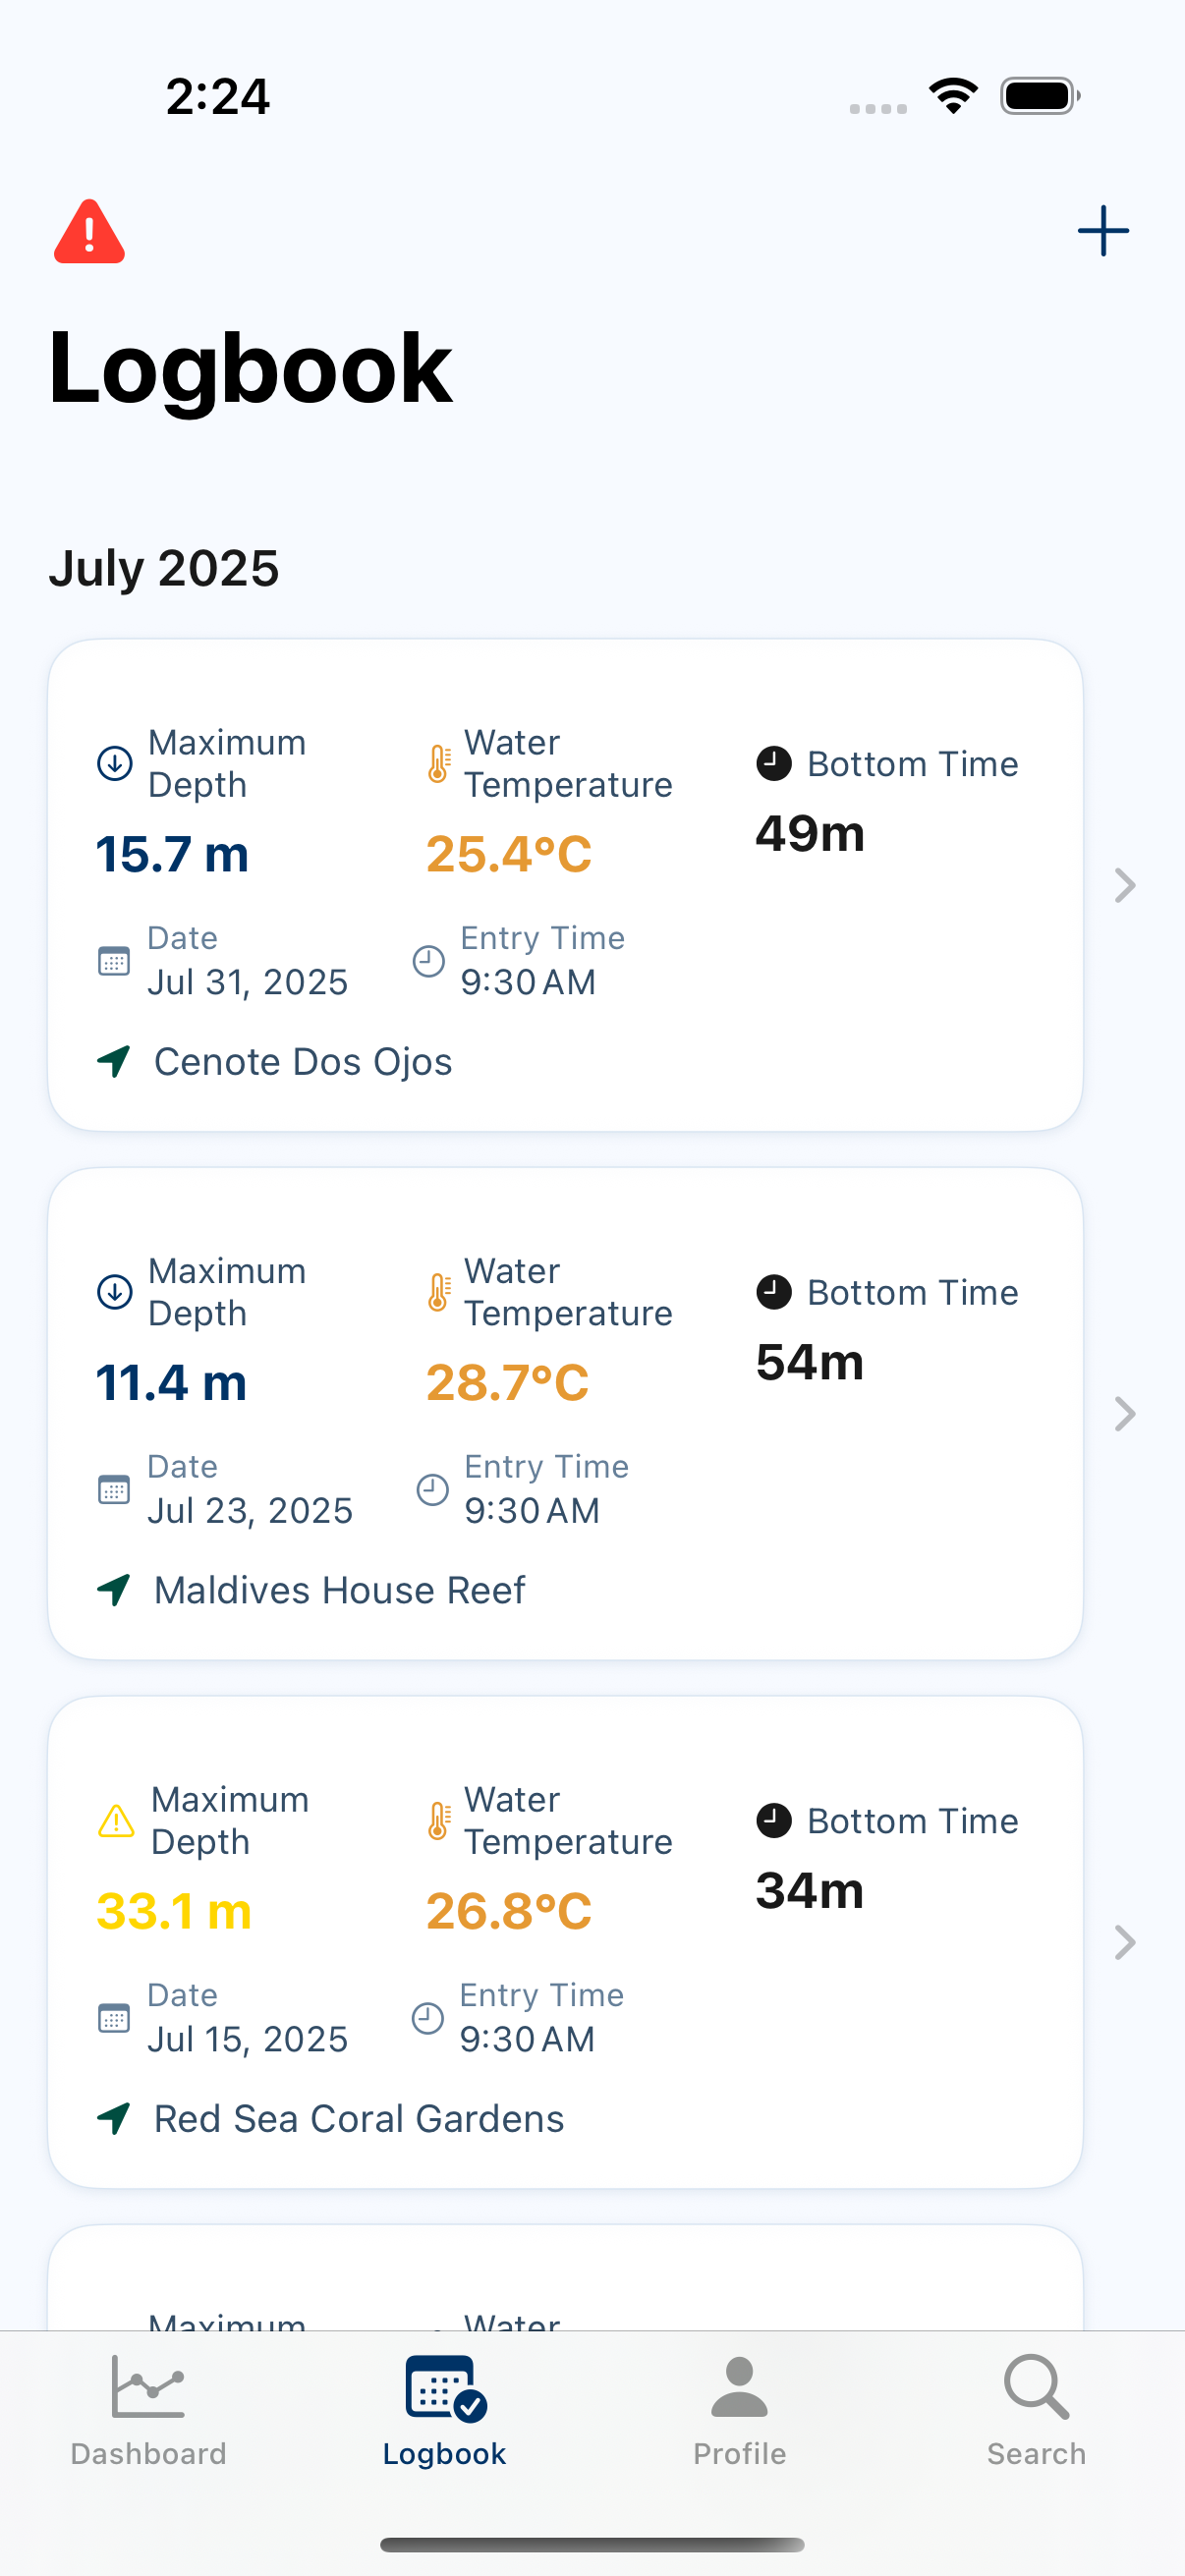 2:24
Logbook
July 2025
Maximum
Depth
Water
Temperature
Bottom Time
15.7 m
25.4°C
49m
Date
Jul 31, 2025
Entry Time
9:30 AM
Cenote Dos Ojos
Maximum
Depth
Water
Temperature
Bottom Time
11.4 m
28.7°C
54m
Date
Jul 23, 2025
Entry Time
9:30 AM
Maldives House Reef
Maximum
Depth
Water
Temperature
Bottom Time
33.1 m
26.8°C
34m
Date
Jul 15, 2025
Entry Time
9:30 AM
Red Sea Coral Gardens
Maximum
Water
Dashboard
Logbook
Profile
Search